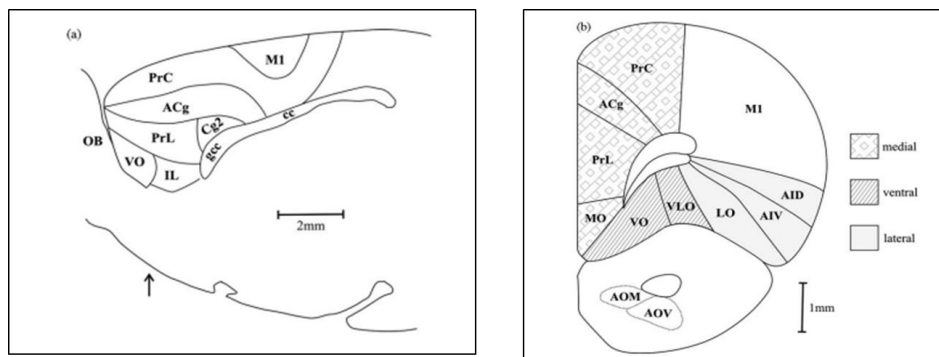 (a)
M1
PrC
ACg
cc
Cg2
OB
PrL
gcc
VO
IL
2mm
(b)
PrC
ACg
M1
medial
PrL
AID
ventral
MO
VO
VLO
LO
AIV
lateral
AOM
AOV
1mm